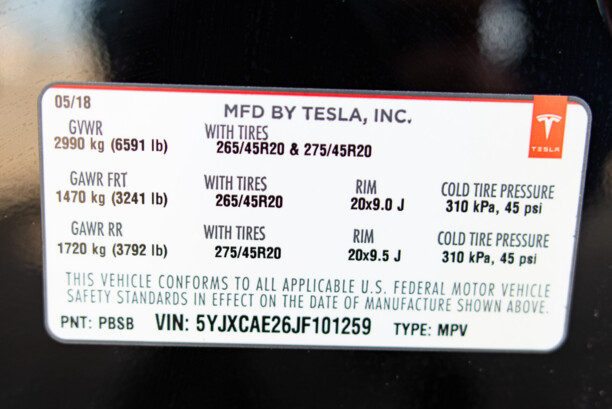 05/18
MFD BY TESLA, INC.
TESLA
GVWR WITH TIRES
2990 kg (6591 lb) 265/45R20 & 275/45R20
GAWR FRT WITH TIRES RIM COLD TIRE PRESSURE
1470 kg (3241 lb) 265/45R20 20x9.0 J 310 kPa, 45 psi
GAWR RR WITH TIRES RIM COLD TIRE PRESSURE
1720 kg (3792 lb) 275/45R20 20x9.5 J 310 kPa, 45 psi
THIS VEHICLE CONFORMS TO ALL APPLICABLE U.S. FEDERAL MOTOR VEHICLE
SAFETY STANDARDS IN EFFECT ON THE DATE OF MANUFACTURE SHOWN ABOVE.
PNT: PBSB VIN: 5YJXCAE26JF101259 TYPE: MPV